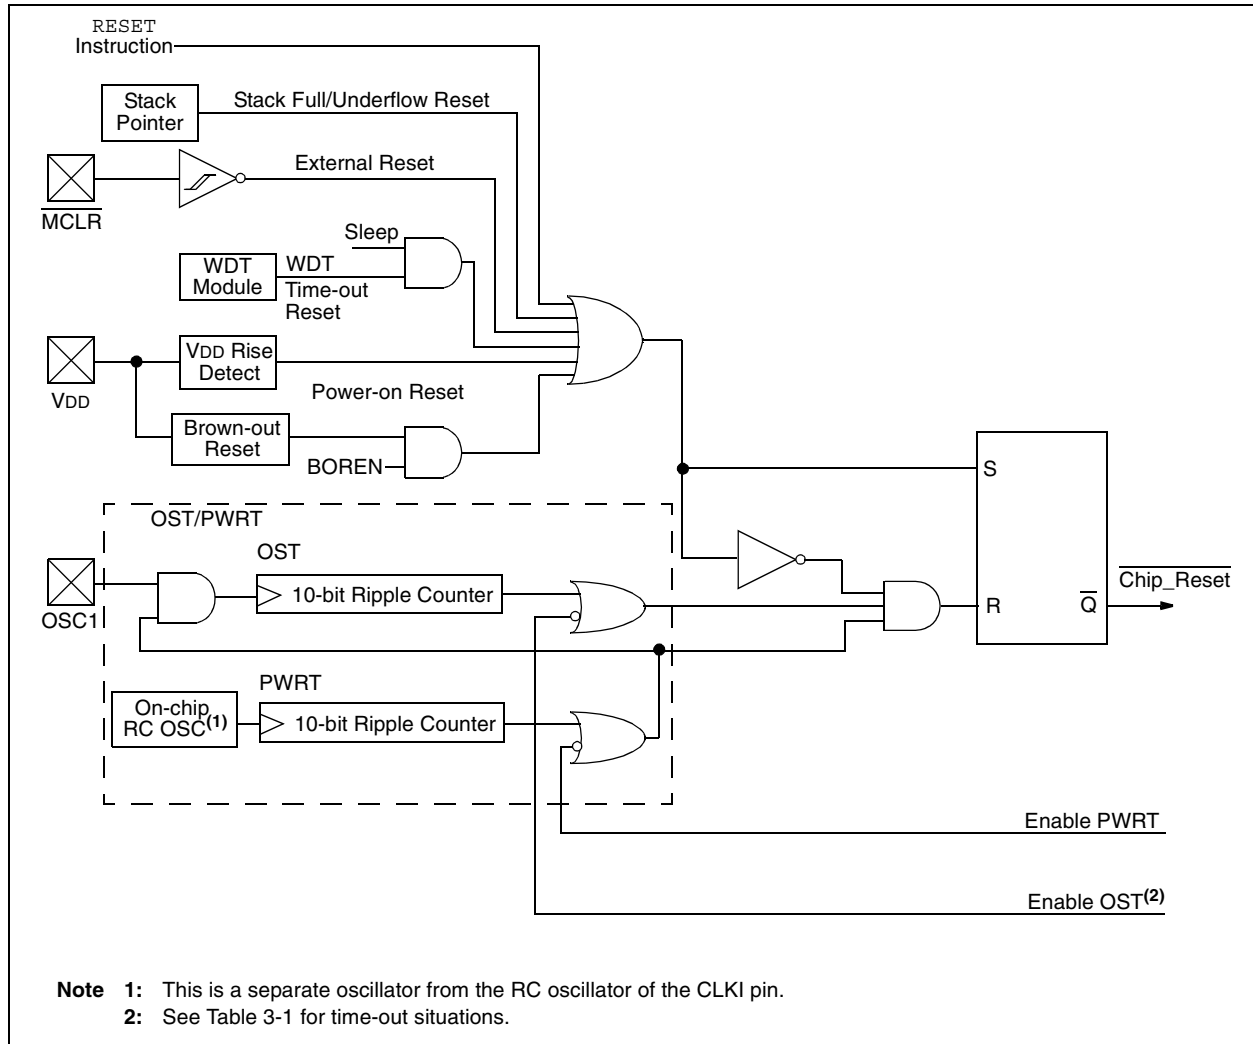 RESET
Instruction
Stack
Pointer
Stack Full/Underflow Reset
External Reset
MCLR
Sleep
WDT
Module
WDT
Time-out
Reset
VDD
VDD Rise
Detect
Power-on Reset
Brown-out
Reset
BOREN
S
OST/PWRT
OST
OSC1
10-bit Ripple Counter
Chip_Reset
R
Q
PWRT
On-chip
RC OSC(1)
10-bit Ripple Counter
Enable PWRT
Enable OST(2)
Note 1: This is a separate oscillator from the RC oscillator of the CLKI pin.
2: See Table 3-1 for time-out situations.